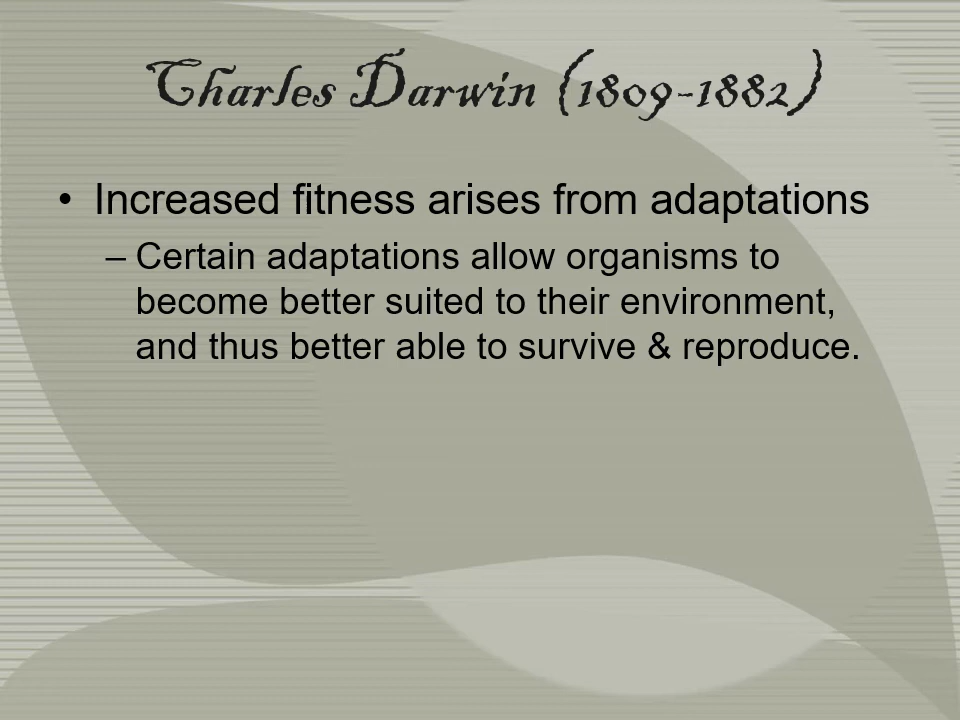 Charles Darwin (1809-1882)
• Increased fitness arises from adaptations
– Certain adaptations allow organisms to
become better suited to their environment,
and thus better able to survive & reproduce.